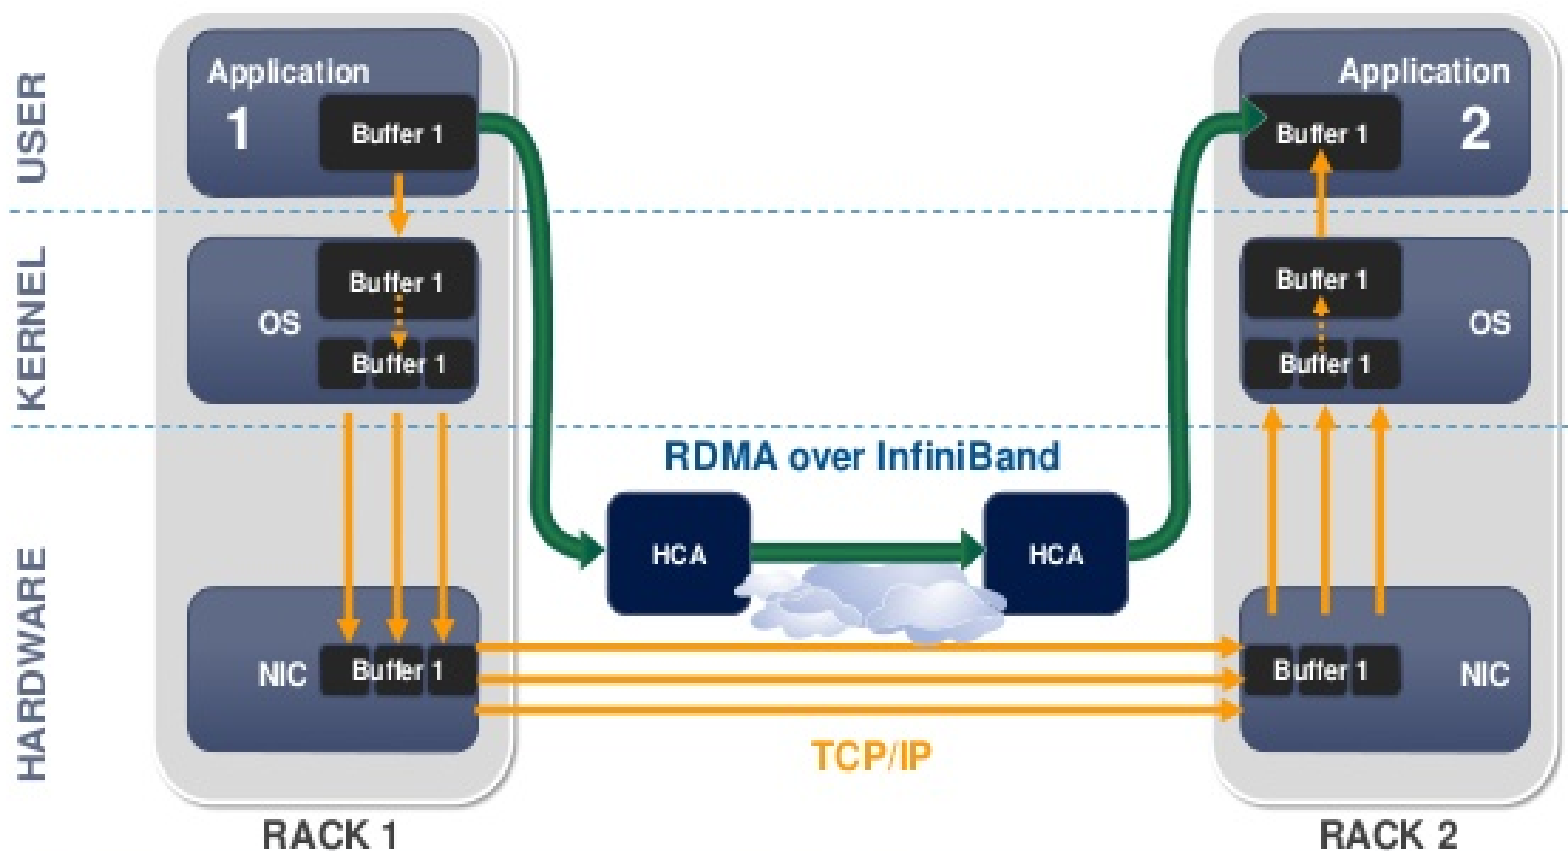 USER
KERNEL
HARDWARE
Application
1
Buffer 1
OS
Buffer 1
Buffer 1
NIC
Buffer 1
RACK 1
RDMA over InfiniBand
HCA
HCA
TCP/IP
Application
2
Buffer 1
Buffer 1
OS
Buffer 1
Buffer 1
NIC
RACK 2